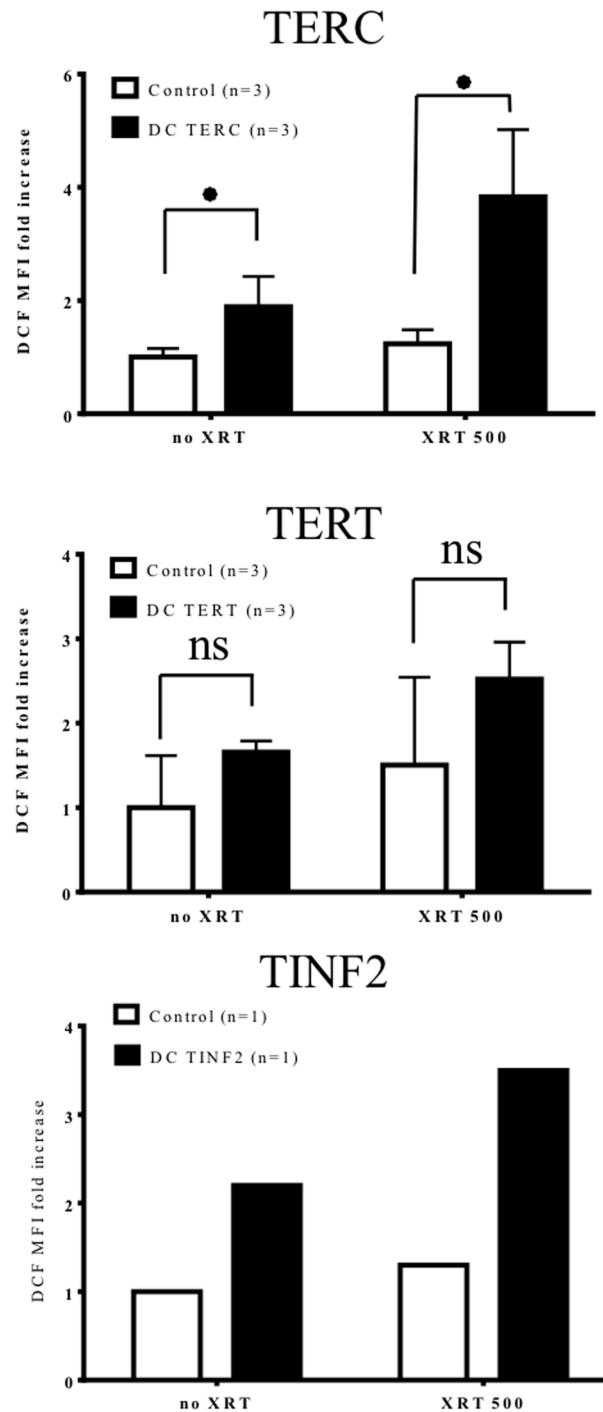 TERC
6
4
2
0
DCF MFI fold increase
Control (n=3)
DC TERC (n=3)
no XRT
XRT 500
TERT
4
3
2
1
0
DCF MFI fold increase
Control (n=3)
DC TERT (n=3)
ns
ns
no XRT
XRT 500
TINF2
4
3
2
1
0
DCF MFI fold increase
Control (n=1)
DC TINF2 (n=1)
no XRT
XRT 500